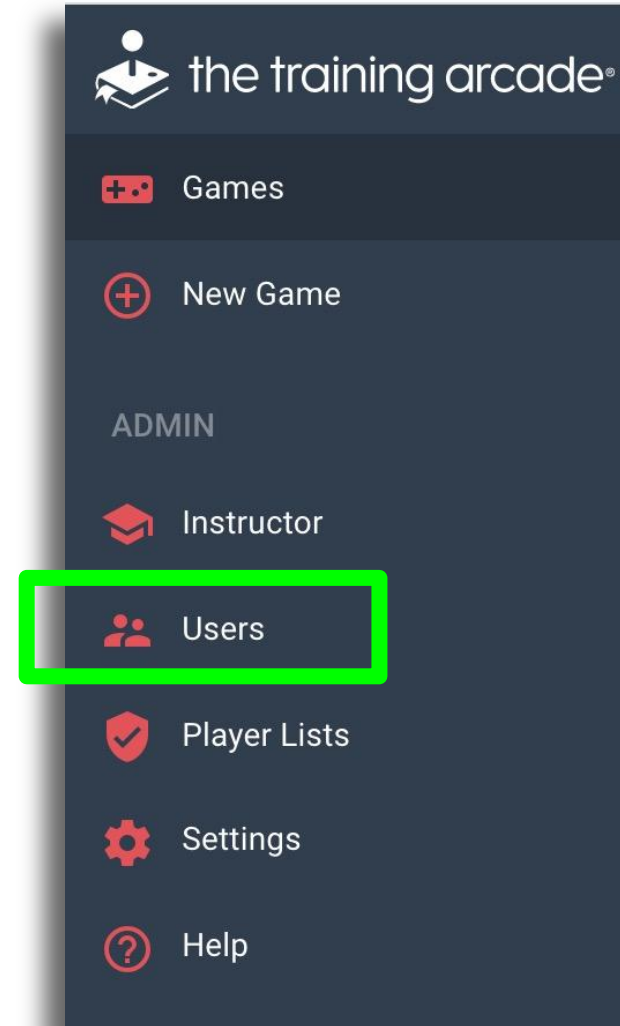 the training arcade®
Games
New Game
ADMIN
Instructor
Users
Player Lists
Settings
Help